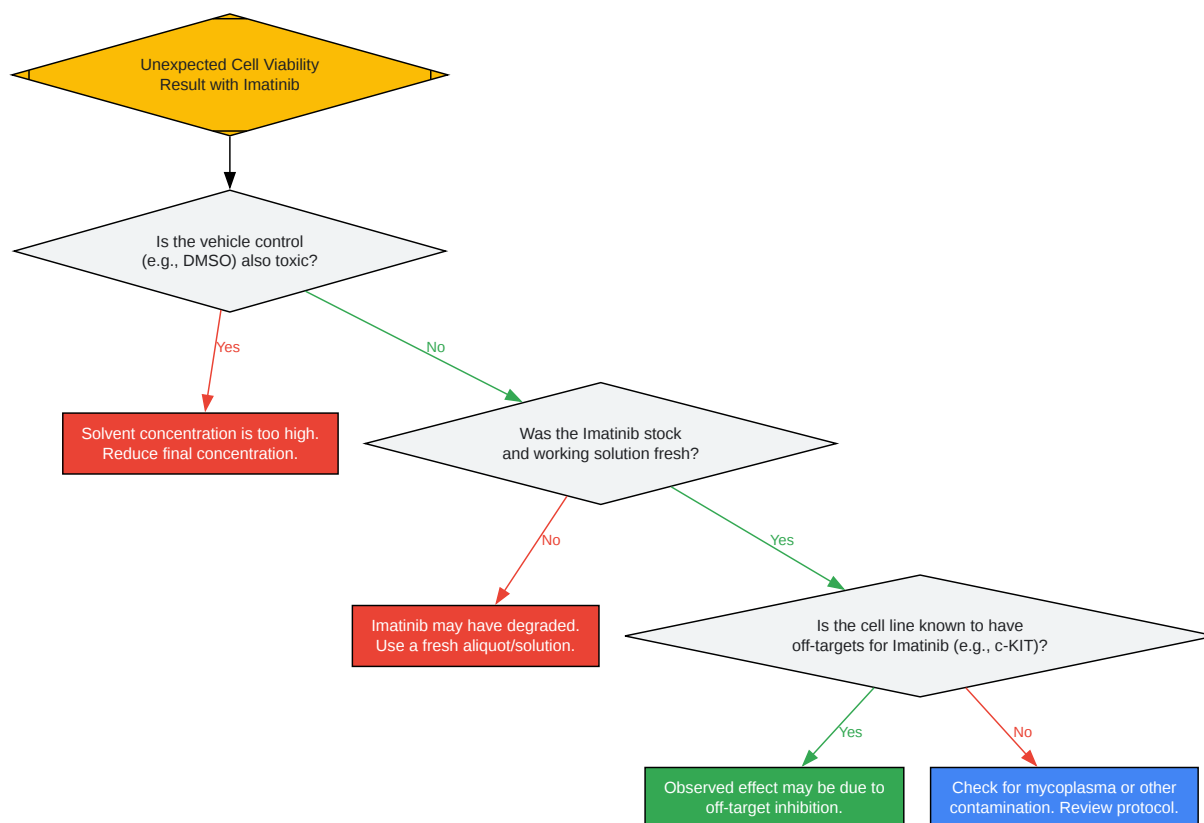 Unexpected Cell Viability
Result with Imatinib
Is the vehicle control
(e.g., DMSO) also toxic?
Yes
No
Solvent concentration is too high.
Reduce final concentration.
Was the Imatinib stock
and working solution fresh?
No
Yes
Imatinib may have degraded.
Use a fresh aliquot/solution.
Is the cell line known to have
off-targets for Imatinib (e.g., c-KIT)?
Yes
No
Observed effect may be due to
off-target inhibition.
Check for mycoplasma or other
contamination. Review protocol.